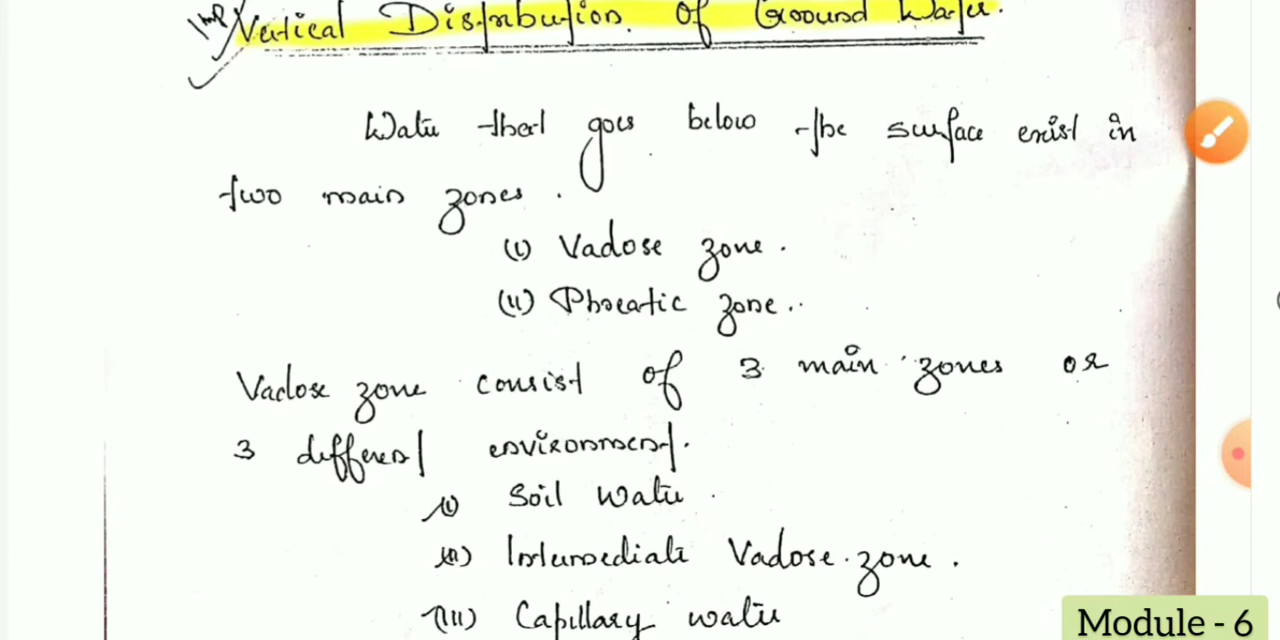 Imp Vertical Distribution of Ground Water.
Water that goes below the surface exist in
two main zones.
(i) Vadose zone.
(ii) Phreatic zone..
Vadose zone consist of 3 main zones or
3 different environment.
(i) Soil water.
(ii) Intermediate Vadose zone.
(iii) Capillary water
Module - 6